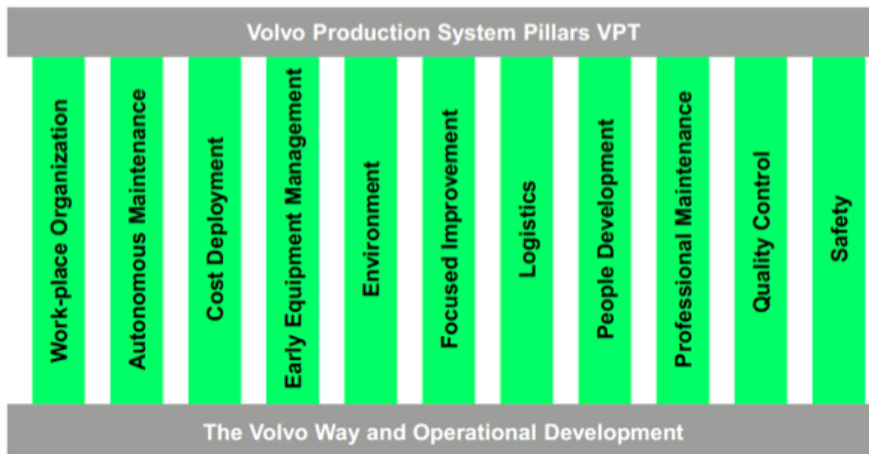 Volvo Production System Pillars VPT
Work-place Organization
Autonomous Maintenance
Cost Deployment
Early Equipment Management
Environment
Focused Improvement
Logistics
People Development
Professional Maintenance
Quality Control
Safety
The Volvo Way and Operational Development